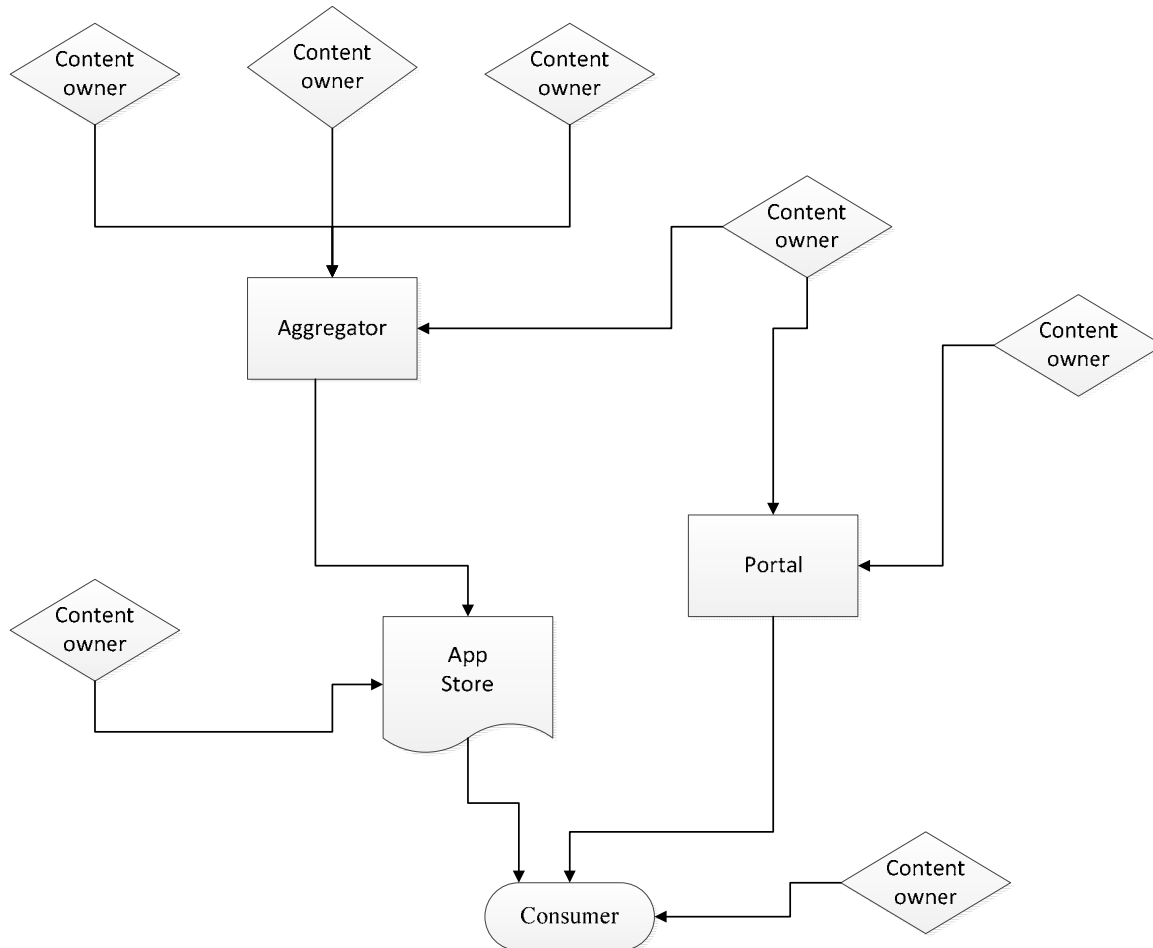 Content
owner
Content
owner
Content
owner
Content
owner
Aggregator
Content
owner
Portal
Content
owner
App
Store
Content
owner
Consumer